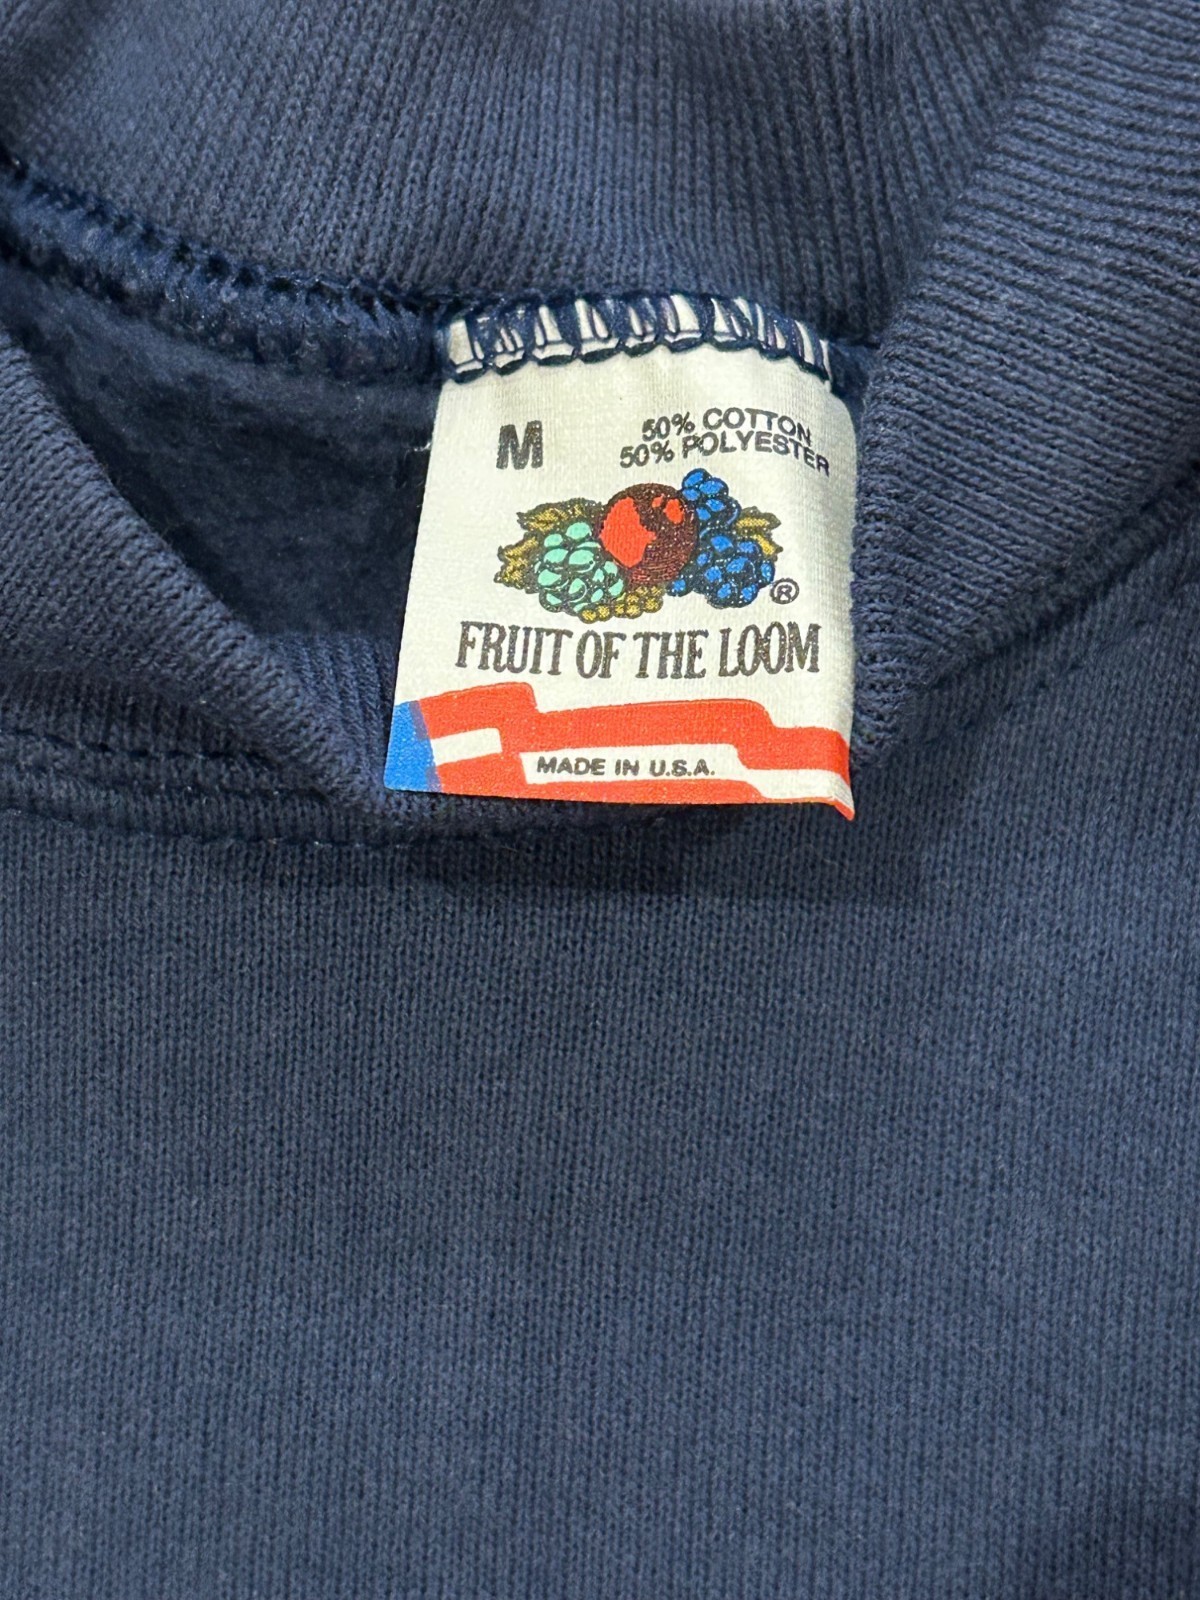 M
50% COTTON
50% POLYESTER
®
FRUIT OF THE LOOM
MADE IN U.S.A.